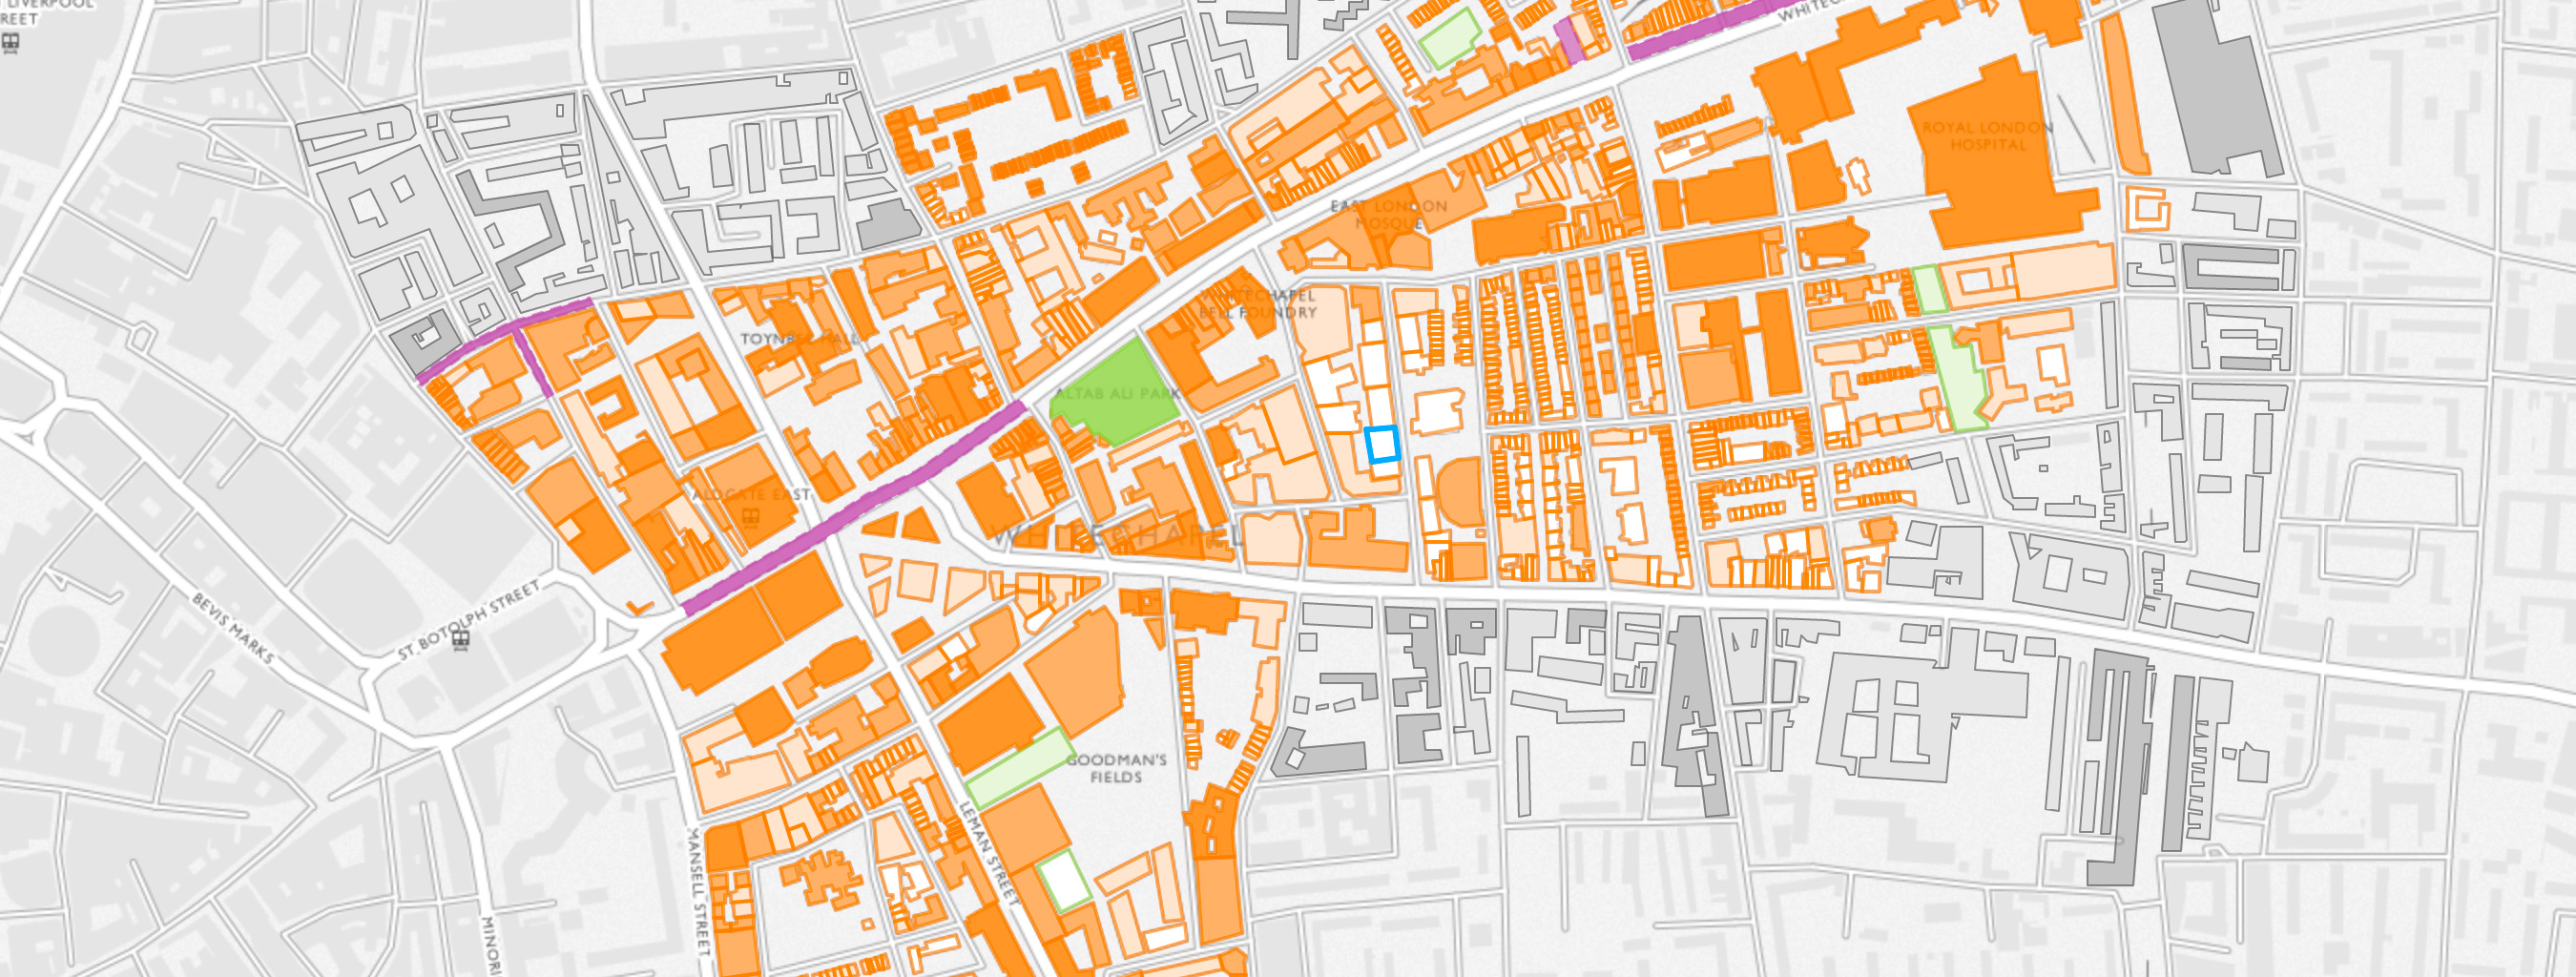 LIVERPOOL
REET
WHITEC
ROYAL LONDON
HOSPITAL
EAST LONDON
MOSQUE
WHITECHAPEL
BELL FOUNDRY
TOYNBEE HALL
ALTAB ALI PARK
ALDGATE EAST
WHITECHAPEL
ST BOTOLPH STREET
BEVIS MARKS
GOODMAN'S
FIELDS
LEMAN STREET
MANSELL STREET
MINORI